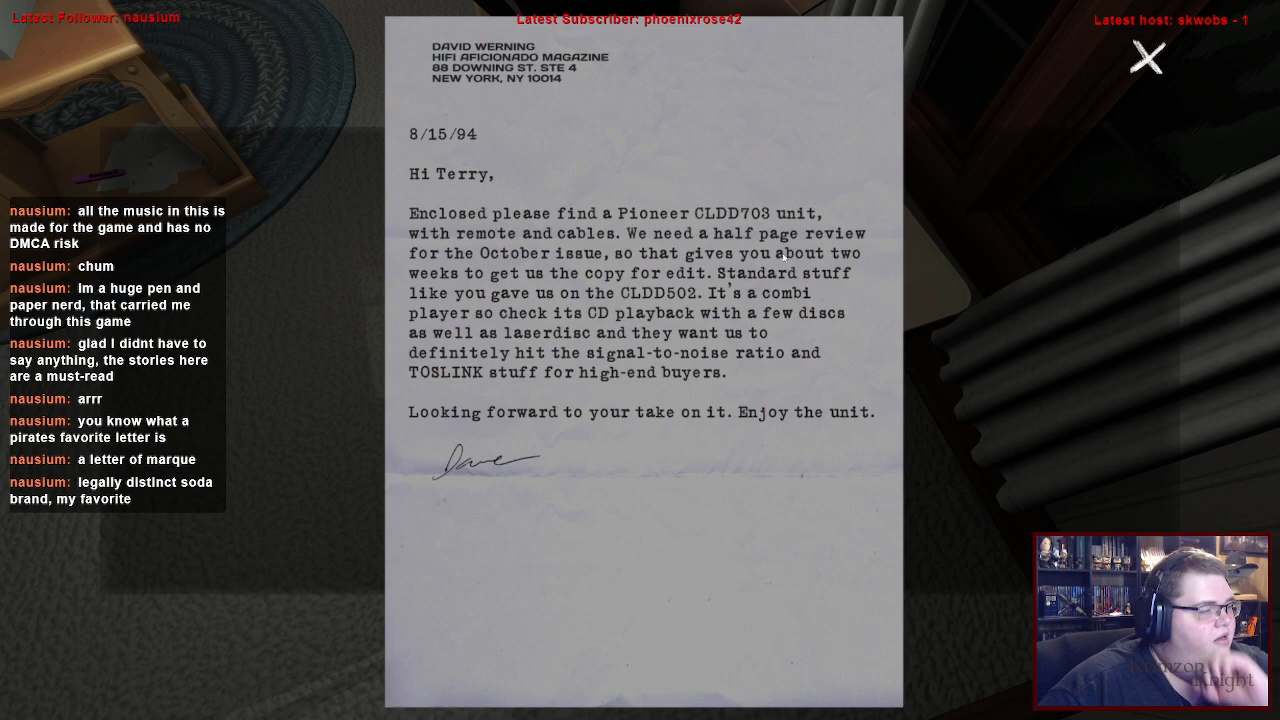 Latest Follower: nausium
Latest Subscriber: phoenixrose42
Latest host: skwobs - 1
DAVID WERNING
HIFI AFICIONADO MAGAZINE
88 DOWNING ST. STE 4
NEW YORK, NY 10014
8/15/94
Hi Terry,
Enclosed please find a Pioneer CLDD703 unit,
with remote and cables. We need a half page review
for the October issue, so that gives you about two
weeks to get us the copy for edit. Standard stuff
like you gave us on the CLDD502. It's a combi
player so check its CD playback with a few discs
as well as laserdisc and they want us to
definitely hit the signal-to-noise ratio and
TOSLINK stuff for high-end buyers.
Looking forward to your take on it. Enjoy the unit.
Dave
nausium: all the music in this is
made for the game and has no
DMCA risk
nausium: chum
nausium: Im a huge pen and
paper nerd, that carried me
through this game
nausium: glad I didnt have to
say anything, the stories here
are a must-read
nausium: arrr
nausium: you know what a
pirates favorite letter is
nausium: a letter of marque
nausium: legally distinct soda
brand, my favorite
Knight